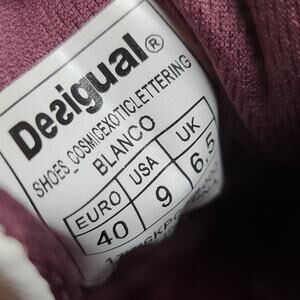 Desigual®
SHOES_COSMICEXOTICLETTERING
BLANCO
EURO USA UK
40 9 6,5